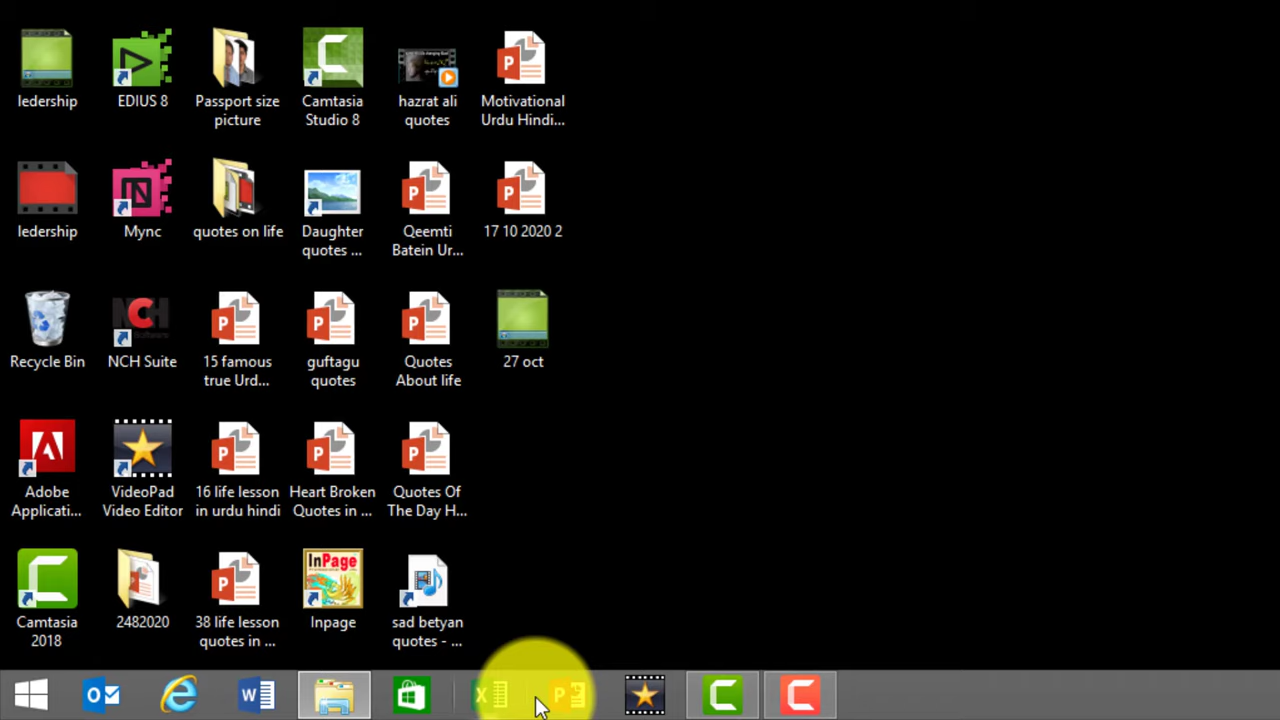 ledership
EDIUS 8
Passport size
picture
Camtasia
Studio 8
hazrat ali
quotes
Motivational
Urdu Hindi...
ledership
Mync
quotes on life
Daughter
quotes ...
Qeemti
Batein Ur...
17 10 2020 2
Recycle Bin
NCH
NCH Suite
15 famous
true Urd...
guftagu
quotes
Quotes
About life
27 oct
Adobe
Applicati...
VideoPad
Video Editor
16 life lesson
in urdu hindi
Heart Broken
Quotes in ...
Quotes Of
The Day H...
Camtasia
2018
2482020
38 life lesson
quotes in ...
InPage
Inpage
sad betyan
quotes - ...